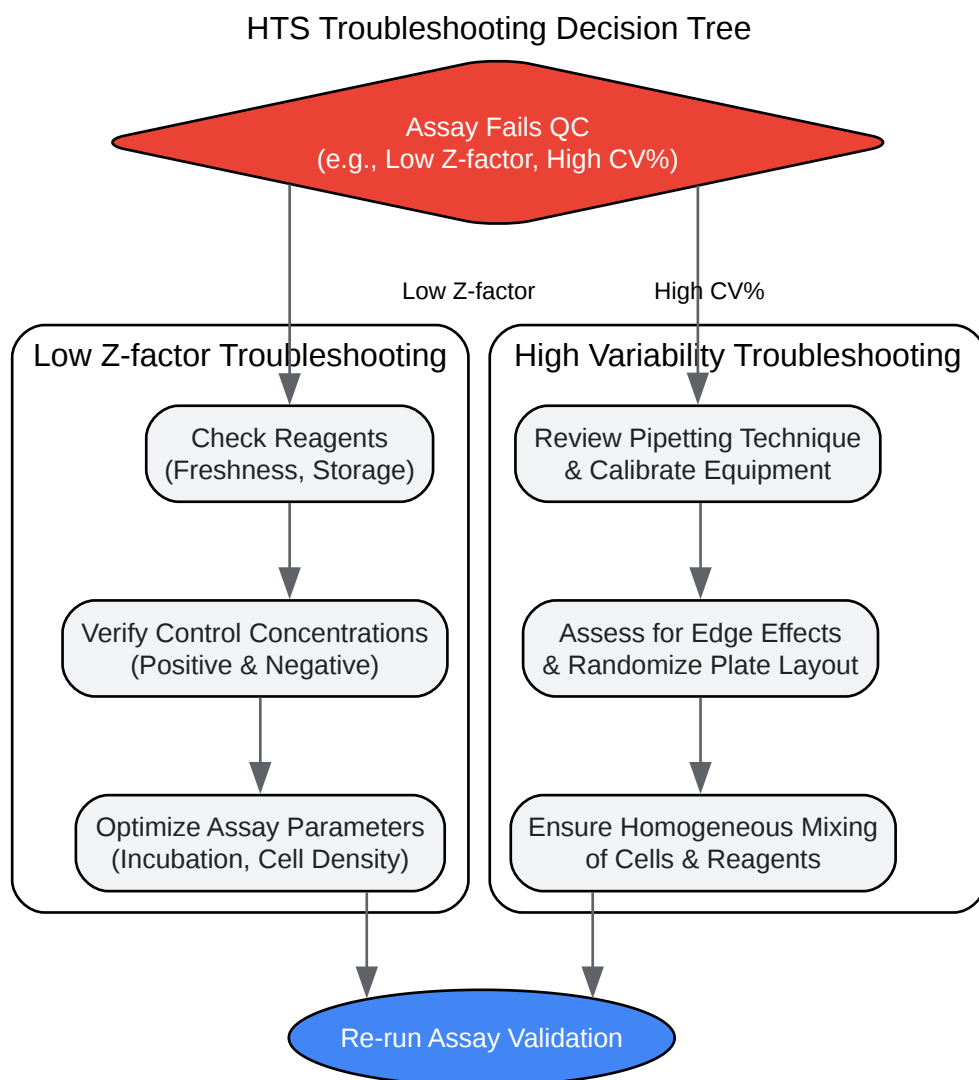 HTS Troubleshooting Decision Tree
Assay Fails QC
(e.g., Low Z-factor, High CV%)
Low Z-factor
High CV%
Low Z-factor Troubleshooting
Check Reagents
(Freshness, Storage)
Verify Control Concentrations
(Positive & Negative)
Optimize Assay Parameters
(Incubation, Cell Density)
High Variability Troubleshooting
Review Pipetting Technique
& Calibrate Equipment
Assess for Edge Effects
& Randomize Plate Layout
Ensure Homogeneous Mixing
of Cells & Reagents
Re-run Assay Validation